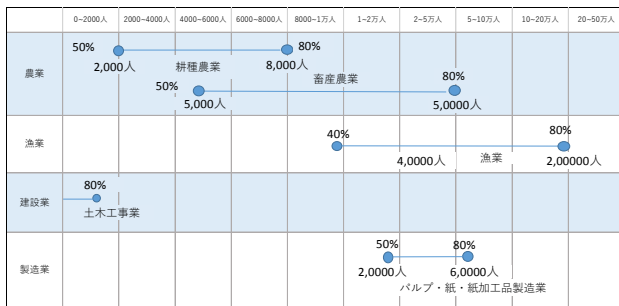 0~2000人 2000~4000人 4000~6000人 6000~8000人 8000~1万人 1~2万人 2~5万人 5~10万人 10~20万人 20~50万人
農業
50% 80%
2,000人 耕種農業 8,000人
50% 畜産農業 80%
5,000人 5,0000人
漁業
40% 80%
4,0000人 漁業 2,00000人
建設業
80%
土木工事業
製造業
50% 80%
2,0000人 6,0000人
パルプ・紙・紙加工品製造業